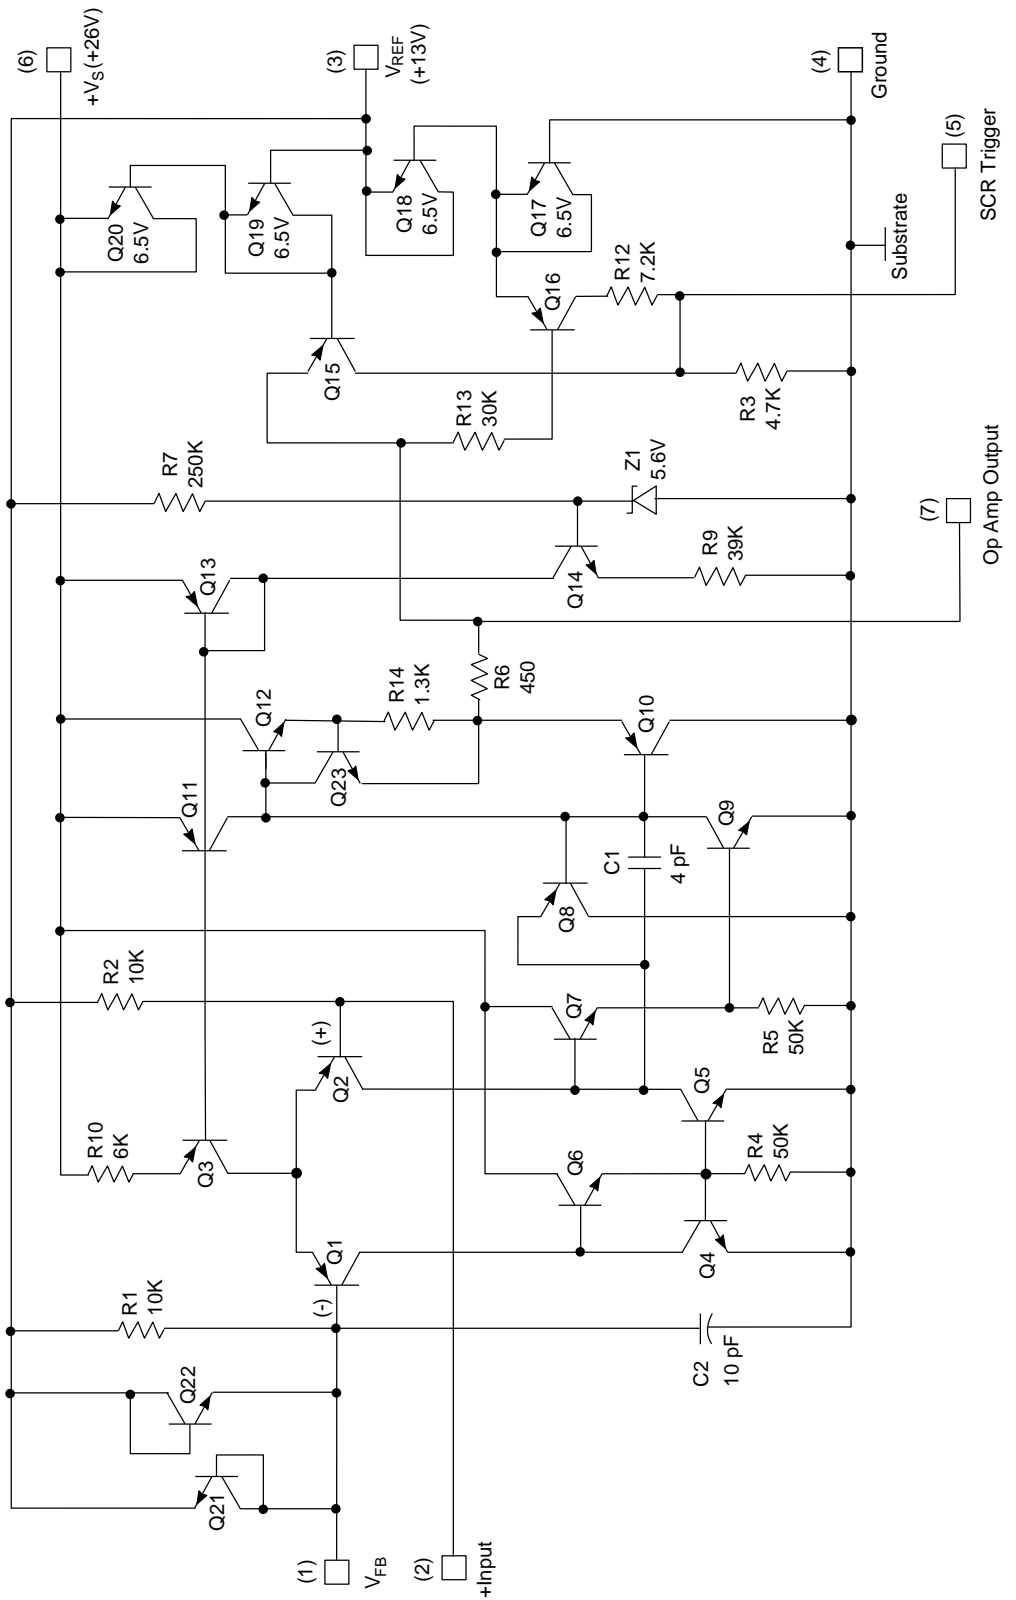 (6)
+VS (+26V)
(3)
VREF
(+13V)
(4)
Ground
(5)
SCR Trigger
Substrate
(7)
Op Amp Output
Q20
6.5V
Q19
6.5V
Q18
6.5V
Q17
6.5V
Q16
R12
7.2K
Q15
R13
30K
R3
4.7K
R7
250K
Z1
5.6V
Q13
Q14
R9
39K
Q12
R14
1.3K
R6
450
Q23
Q10
Q11
C1
4 pF
Q9
Q8
R2
10K
(+)
Q2
Q7
R5
50K
Q5
R10
6K
Q3
Q6
R4
50K
Q1
(-)
Q4
R1
10K
C2
10 pF
Q22
Q21
(1)
VFB
(2)
+Input